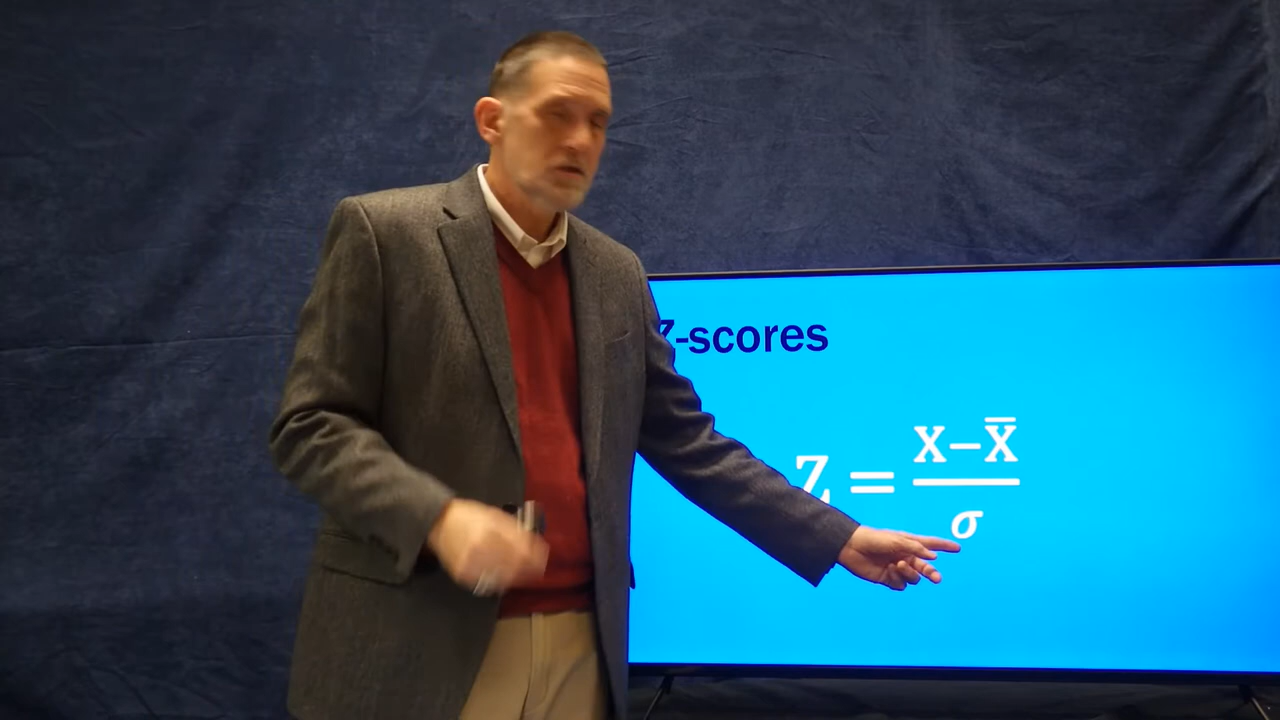 Z-scores
Z = X−X̄
σ